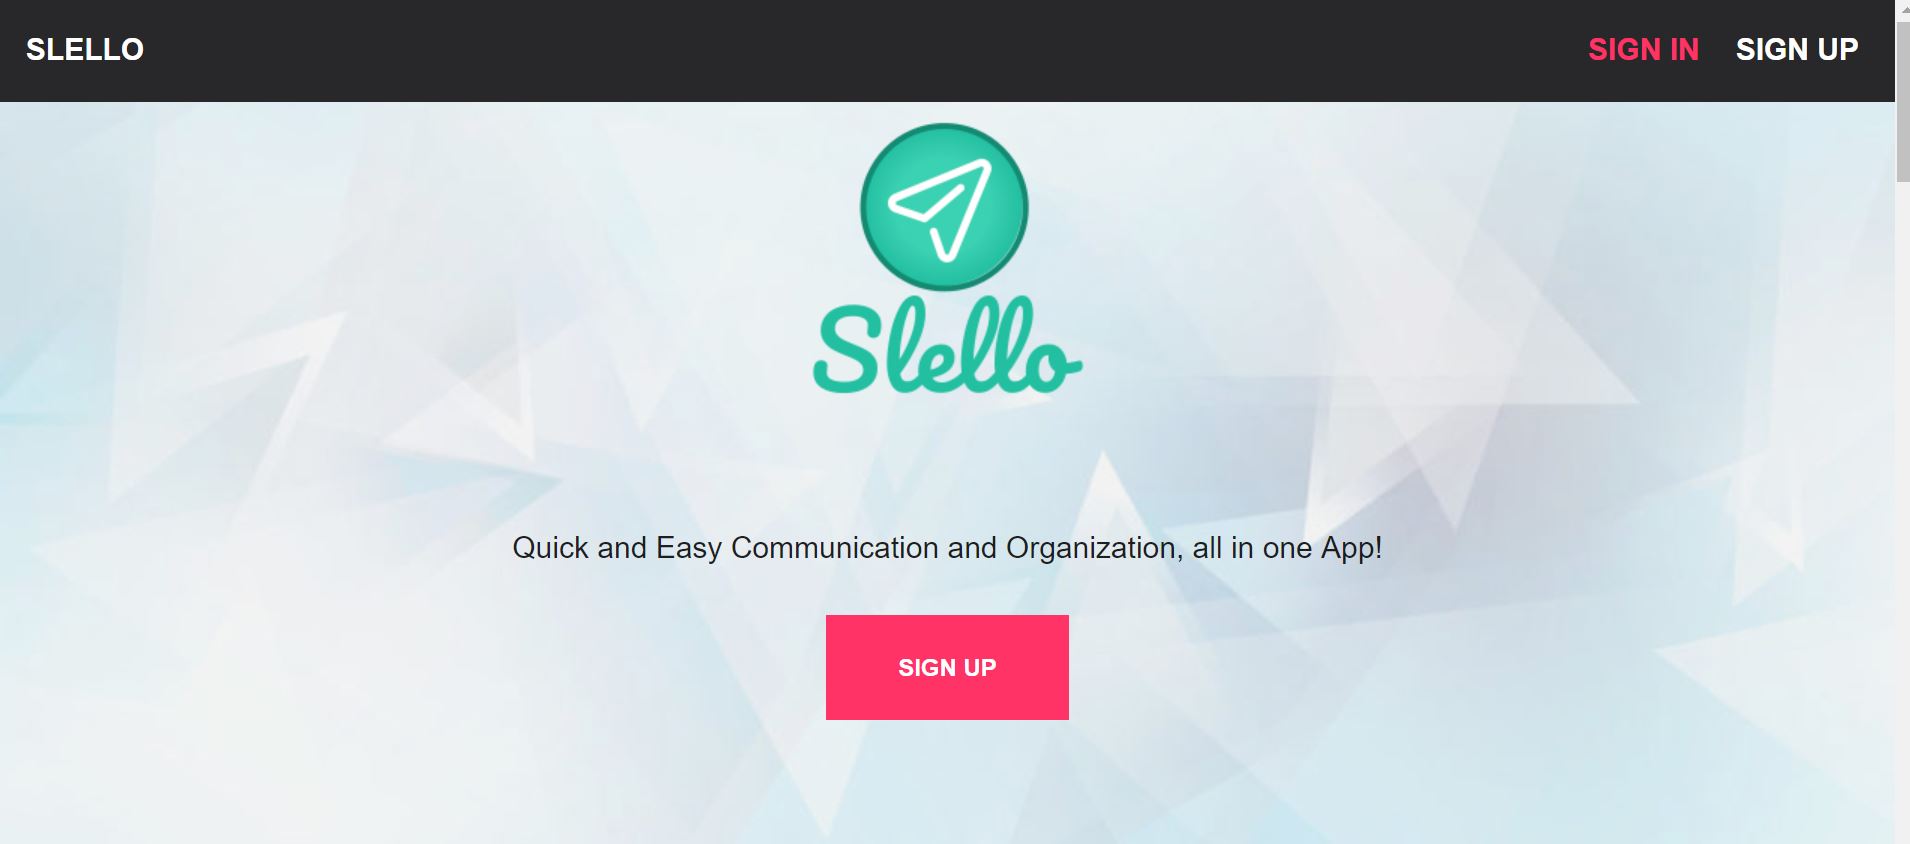 SLELLO
SIGN IN
SIGN UP
Slello
Quick and Easy Communication and Organization, all in one App!
SIGN UP